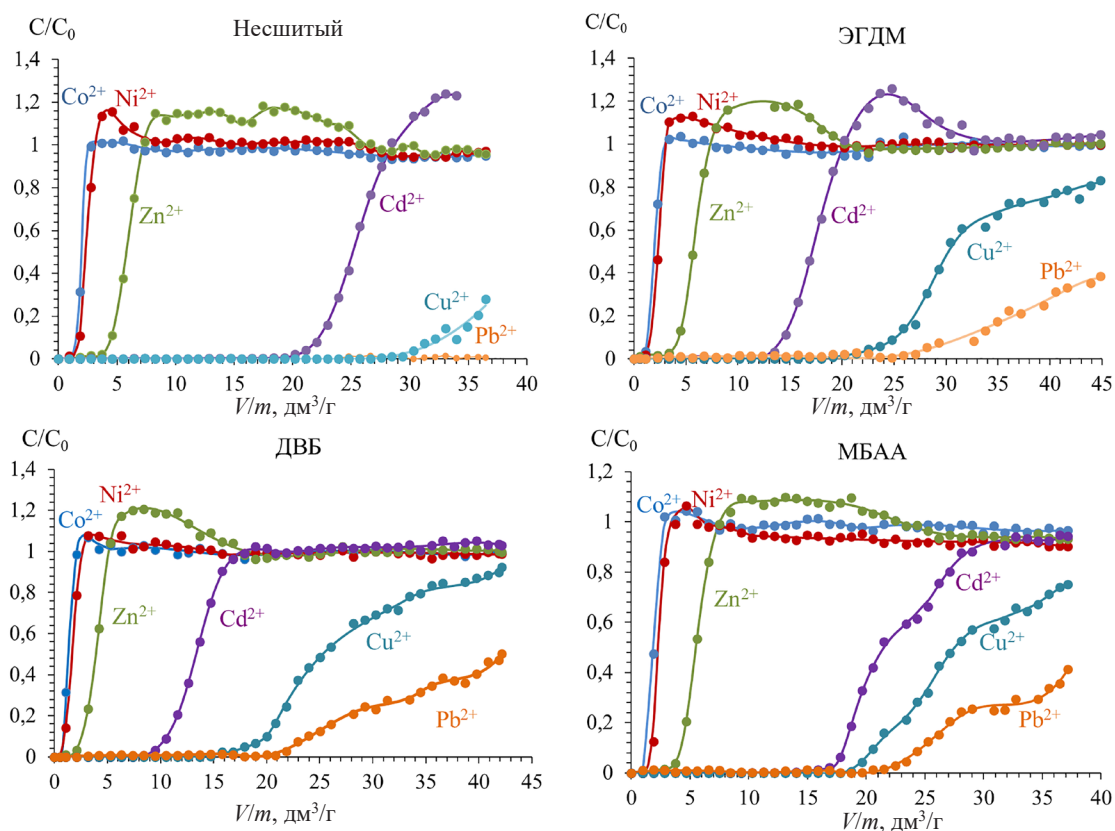 C/C₀
Несшитый
1,4
1,2
1
0,8
0,6
0,4
0,2
0
Co²⁺
Ni²⁺
Zn²⁺
Cd²⁺
Cu²⁺
Pb²⁺
0 5 10 15 20 25 30 35 40
V/m, дм³/г
C/C₀
ЭГДМ
1,4
1,2
1
0,8
0,6
0,4
0,2
0
Co²⁺
Ni²⁺
Zn²⁺
Cd²⁺
Cu²⁺
Pb²⁺
0 5 10 15 20 25 30 35 40 45
V/m, дм³/г
C/C₀
ДВБ
1,4
1,2
1
0,8
0,6
0,4
0,2
0
Ni²⁺
Co²⁺
Zn²⁺
Cd²⁺
Cu²⁺
Pb²⁺
0 5 10 15 20 25 30 35 40 45
V/m, дм³/г
C/C₀
МБАА
1,2
1
0,8
0,6
0,4
0,2
0
Co²⁺
Ni²⁺
Zn²⁺
Cd²⁺
Cu²⁺
Pb²⁺
0 5 10 15 20 25 30 35 40
V/m, дм³/г